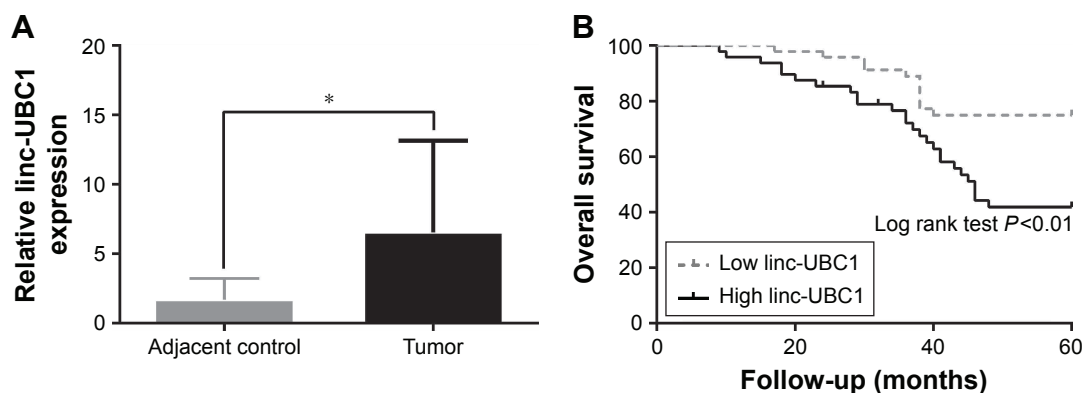 A
Relative linc-UBC1
expression
20
15
10
5
0
*
Adjacent control
Tumor
B
Overall survival
100
80
60
40
20
0
Log rank test P<0.01
Low linc-UBC1
High linc-UBC1
0
20
40
60
Follow-up (months)